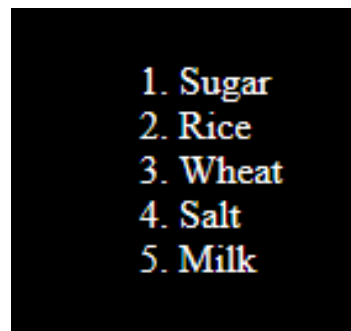 1. Sugar
2. Rice
3. Wheat
4. Salt
5. Milk